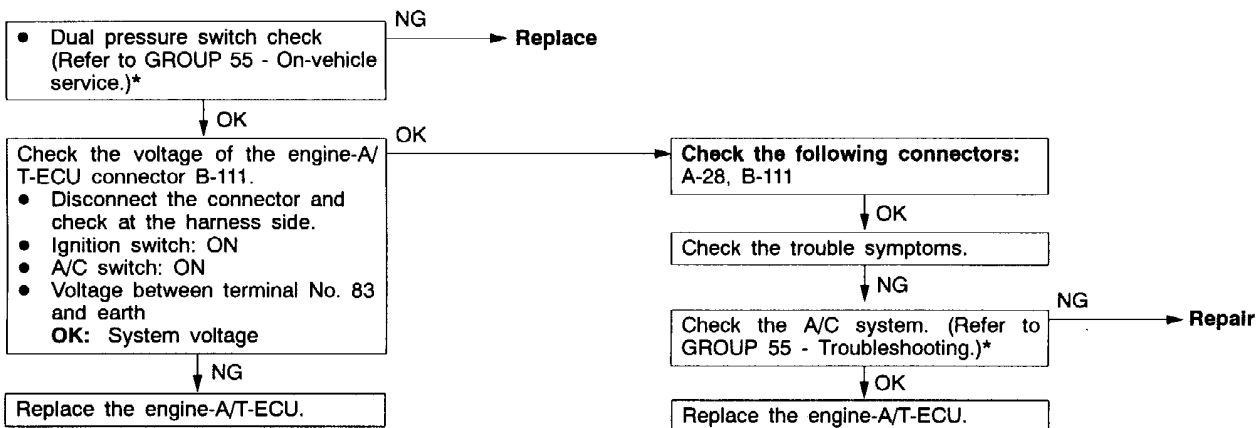 ● Dual pressure switch check
(Refer to GROUP 55 - On-vehicle
service.)*
NG
Replace
OK
Check the voltage of the engine-A/
T-ECU connector B-111.
● Disconnect the connector and
check at the harness side.
● Ignition switch: ON
● A/C switch: ON
● Voltage between terminal No. 83
and earth
OK: System voltage
OK
Check the following connectors:
A-28, B-111
OK
Check the trouble symptoms.
NG
Check the A/C system. (Refer to
GROUP 55 - Troubleshooting.)*
NG
Repair
NG
Replace the engine-A/T-ECU.
OK
Replace the engine-A/T-ECU.